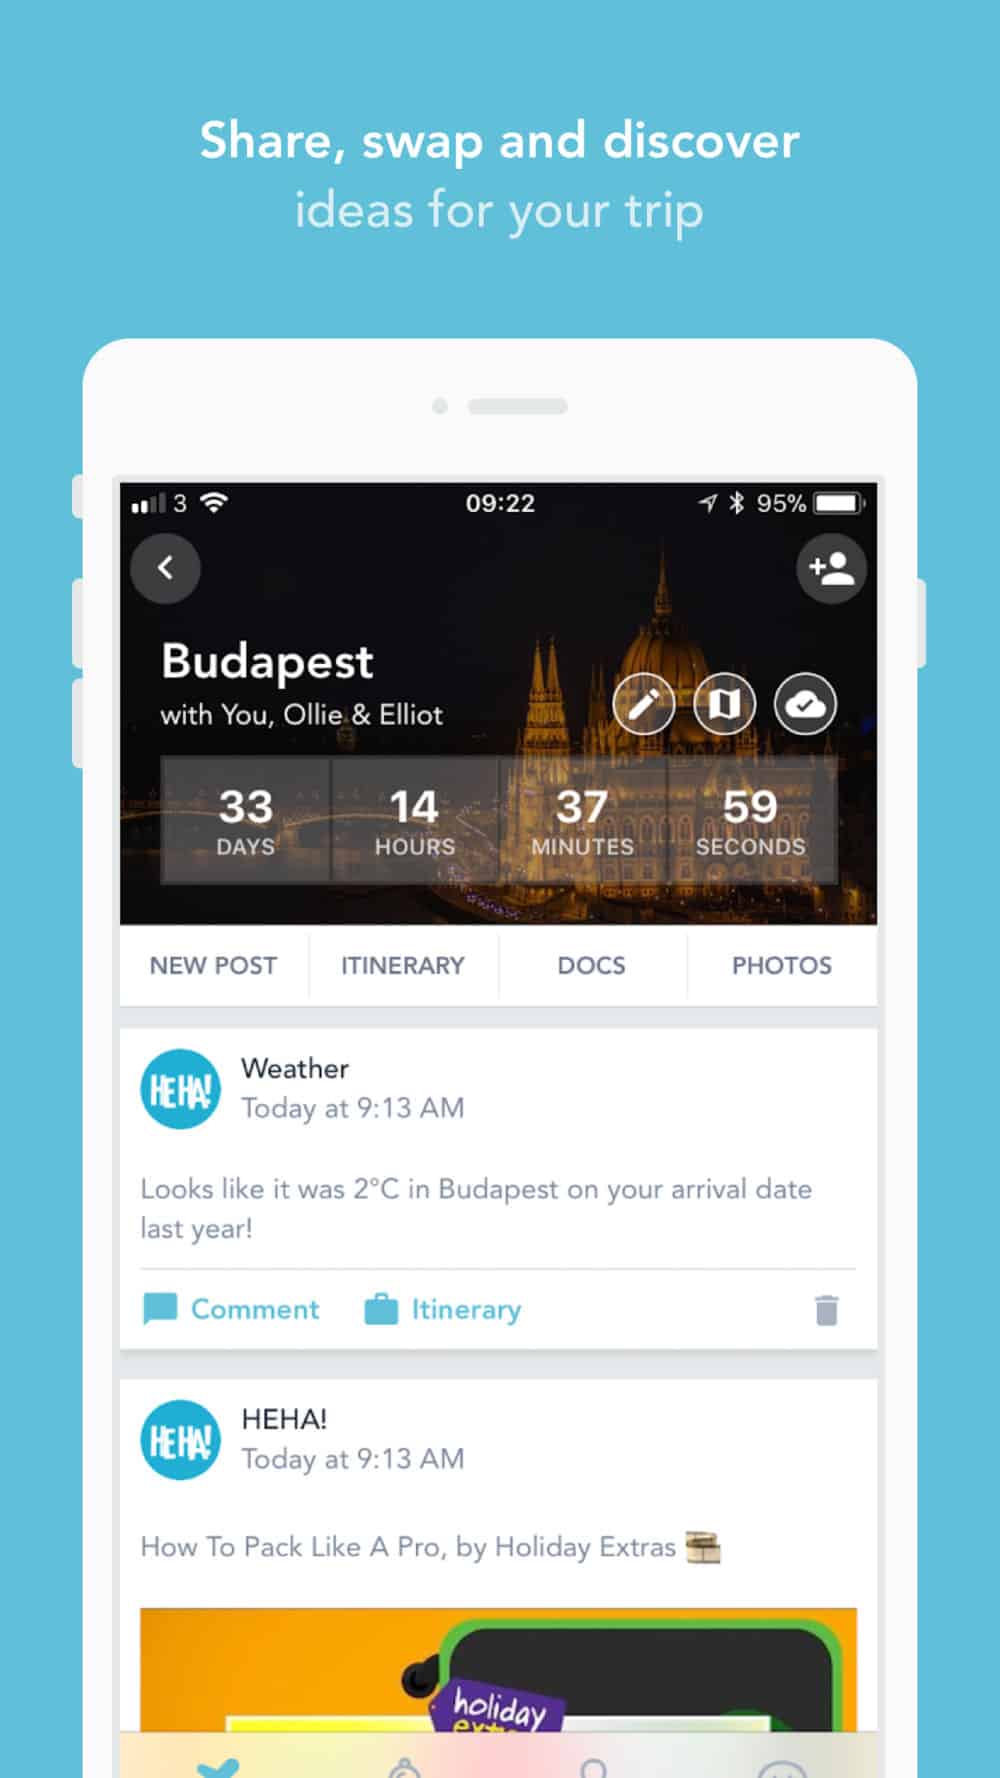 Share, swap and discover
ideas for your trip
3 09:22 95%
Budapest
with You, Ollie & Elliot
33 14 37 59
DAYS HOURS MINUTES SECONDS
NEW POST ITINERARY DOCS PHOTOS
HEHA! Weather
Today at 9:13 AM
Looks like it was 2°C in Budapest on your arrival date
last year!
Comment Itinerary
HEHA! HEHA!
Today at 9:13 AM
How To Pack Like A Pro, by Holiday Extras
holiday